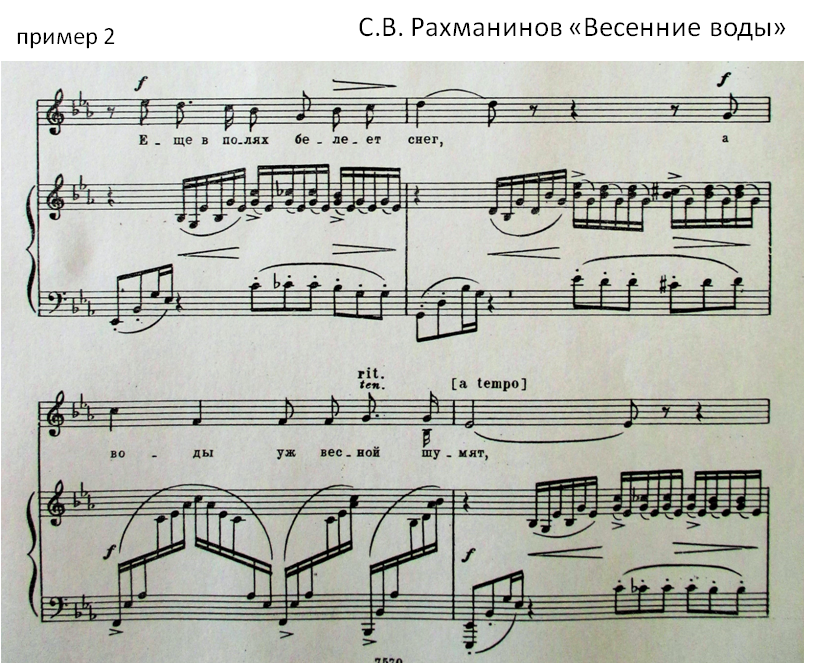 пример 2
С.В. Рахманинов «Весенние воды»
f
f
Е - ще в по-лях бе - ле - ет снег, а
rit.
ten.
[a tempo]
во - ды уж вес-ной шу-мят,
f
f
7570